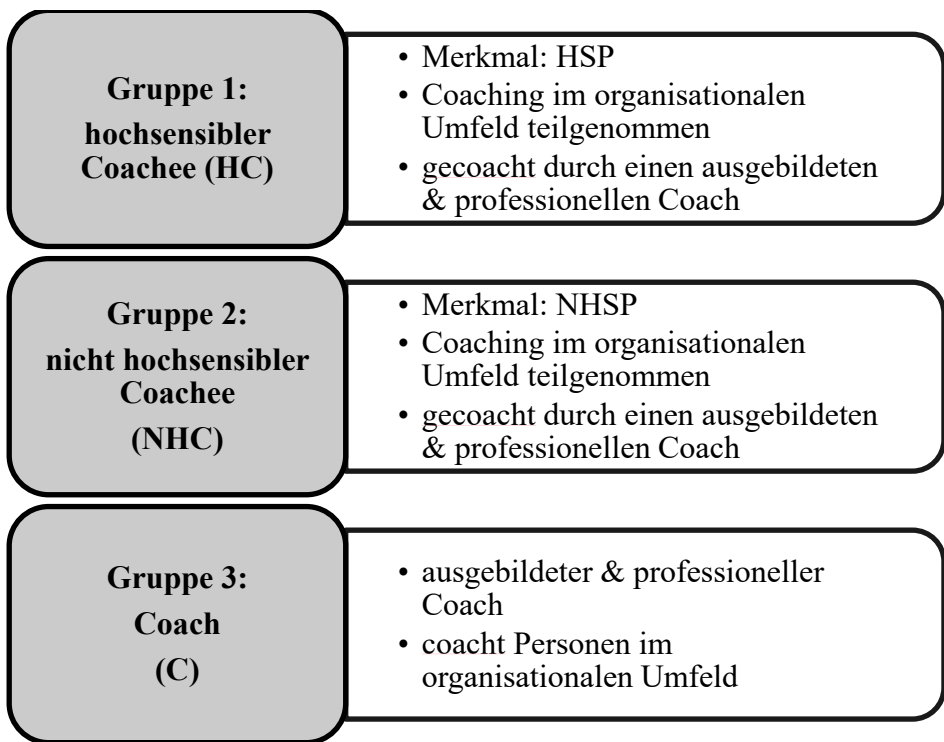 Gruppe 1:
hochsensibler
Coachee (HC)
• Merkmal: HSP
• Coaching im organisationalen
Umfeld teilgenommen
• gecoacht durch einen ausgebildeten
& professionellen Coach
Gruppe 2:
nicht hochsensibler
Coachee
(NHC)
• Merkmal: NHSP
• Coaching im organisationalen
Umfeld teilgenommen
• gecoacht durch einen ausgebildeten
& professionellen Coach
Gruppe 3:
Coach
(C)
• ausgebildeter & professioneller
Coach
• coacht Personen im
organisationalen Umfeld